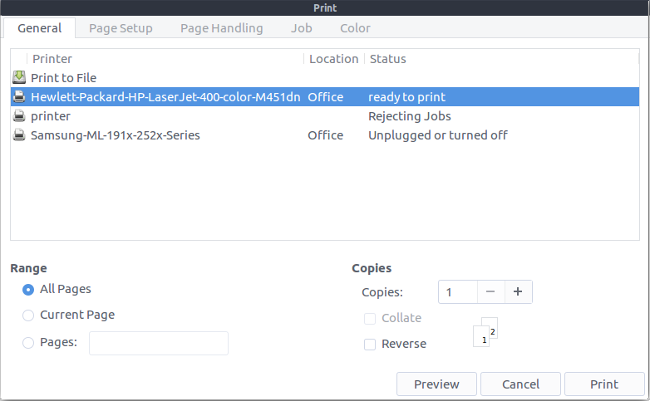 Print
General Page Setup Page Handling Job Color
Printer Location Status
Print to File
Hewlett-Packard-HP-LaserJet-400-color-M451dn Office ready to print
printer Rejecting Jobs
Samsung-ML-191x-252x-Series Office Unplugged or turned off
Range Copies
All Pages Copies: 1 − +
Current Page Collate
Pages: Reverse 1 2
Preview Cancel Print